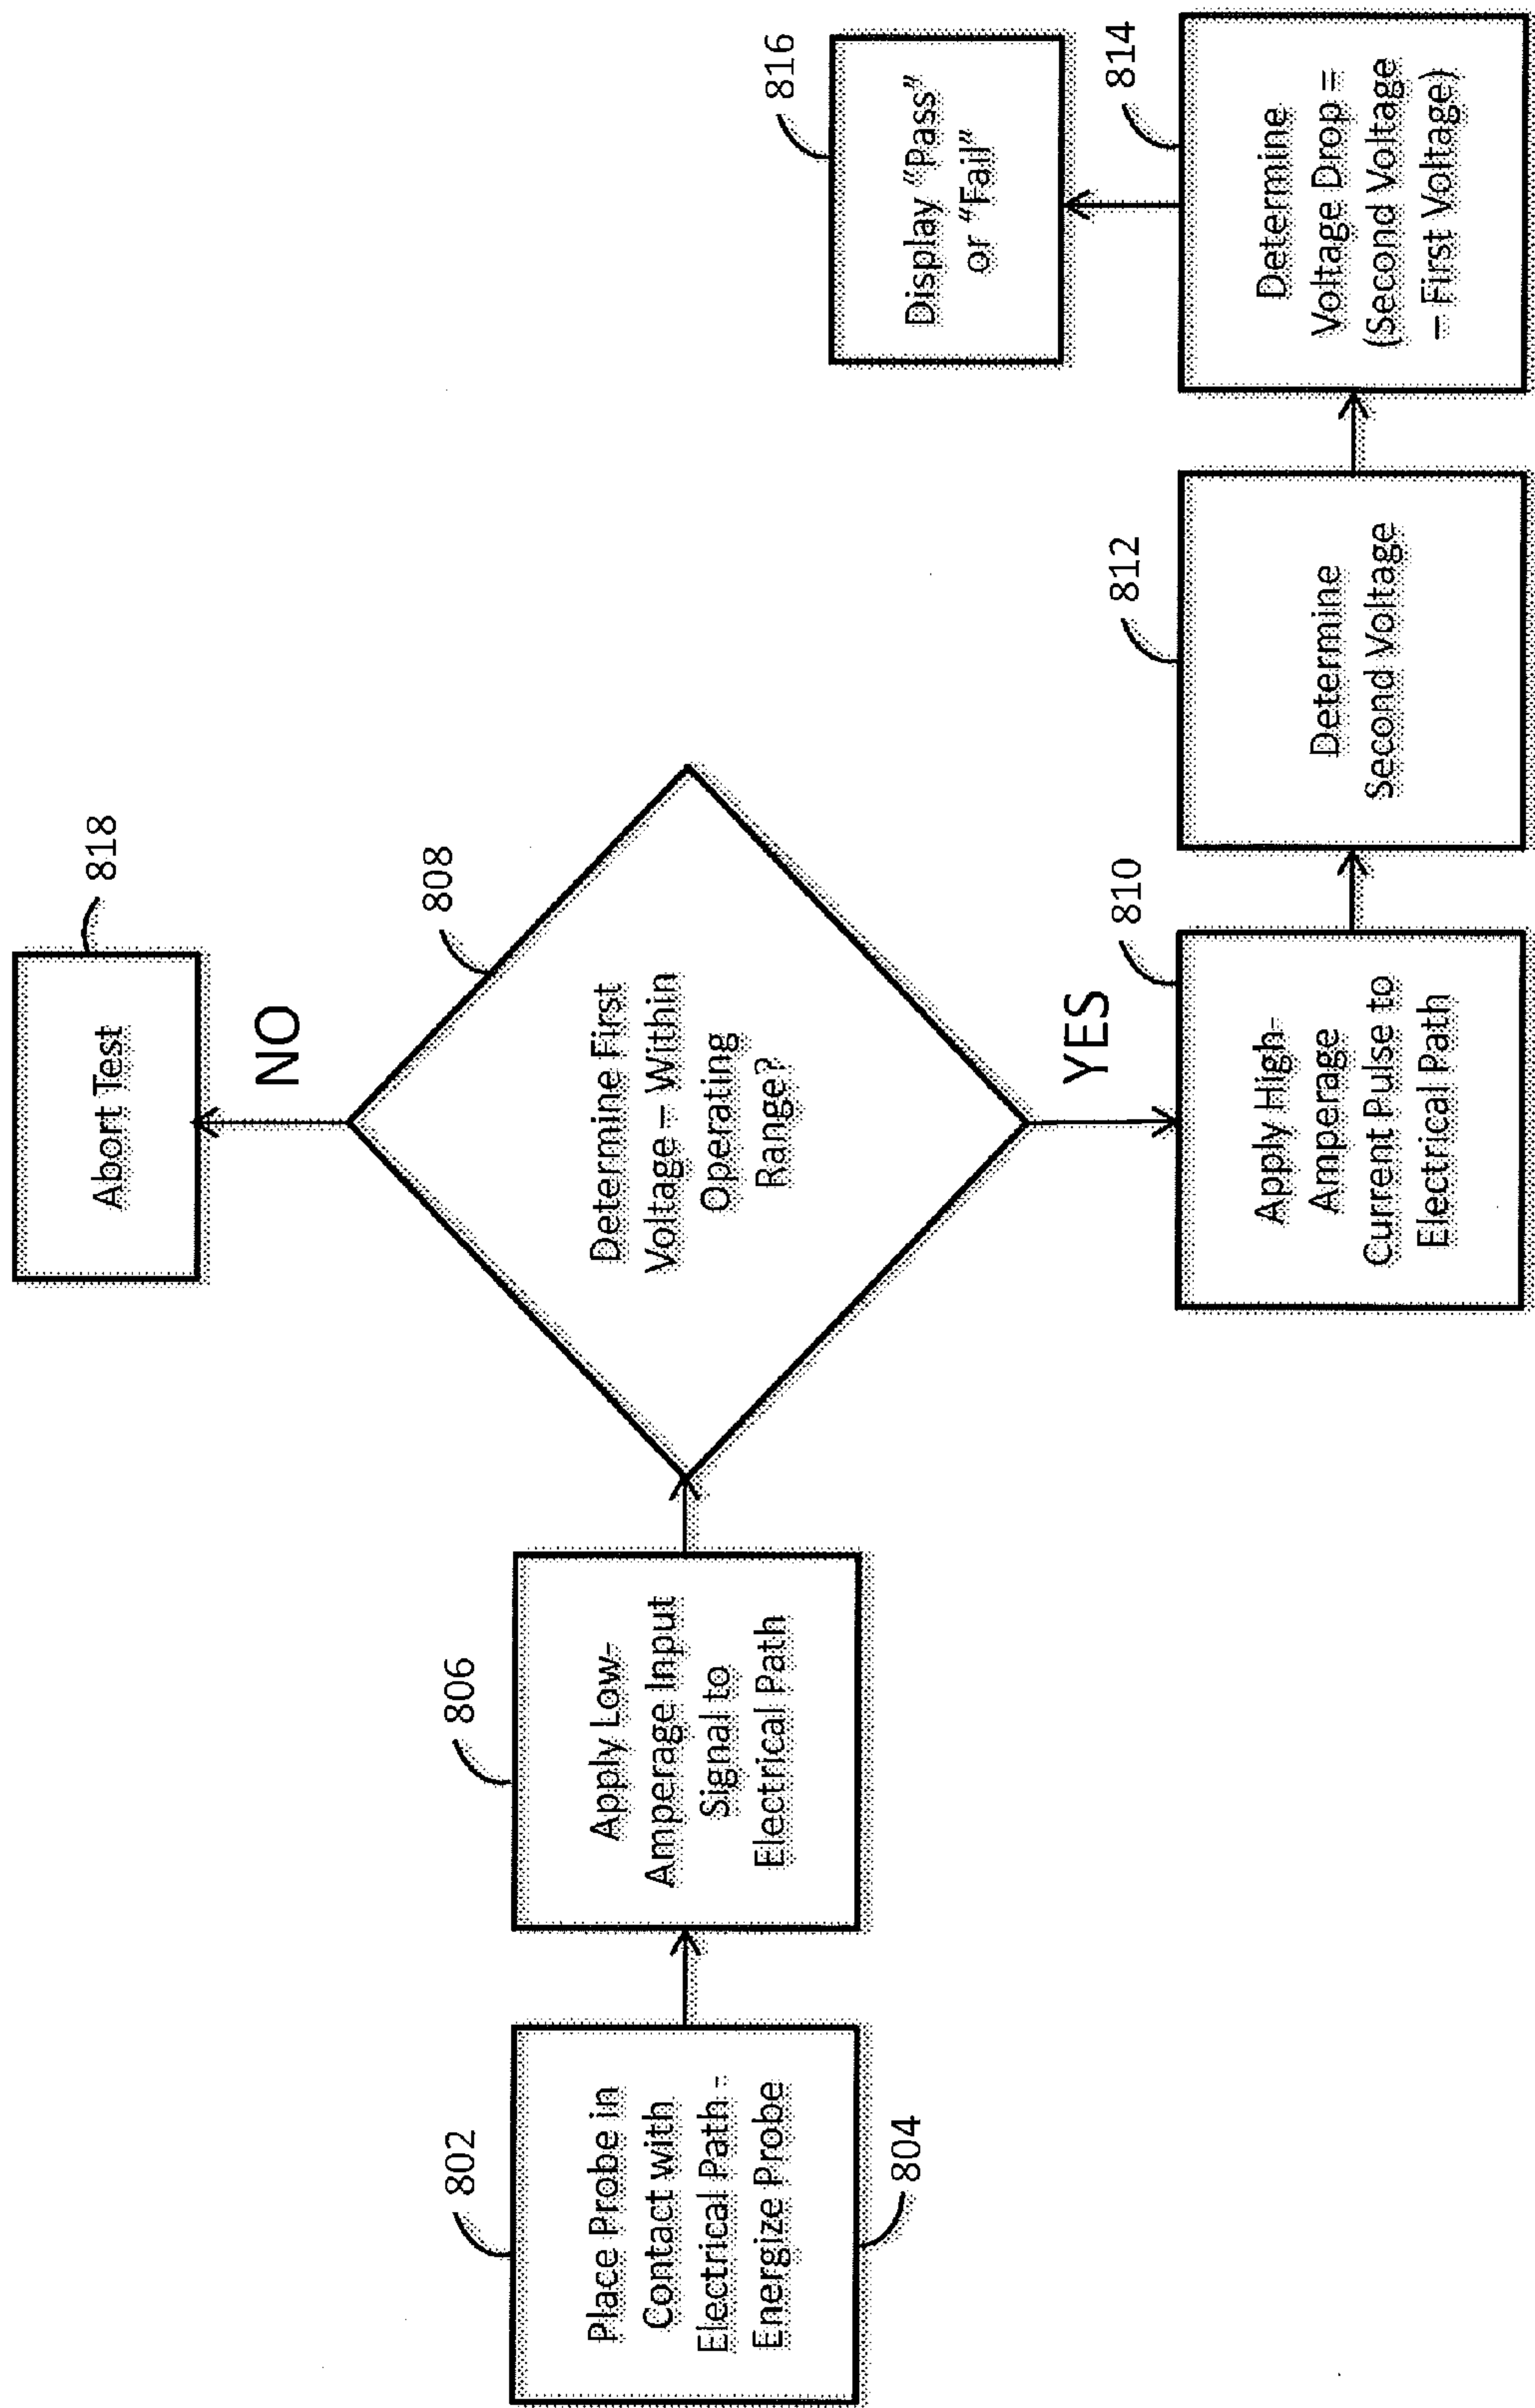 802
Place Probe in
Contact with
Electrical Path -
Energize Probe
804
806
Apply Low-
Amperage Input
Signal to
Electrical Path
808
Determine First
Voltage – Within
Operating
Range?
NO
818
Abort Test
YES
810
Apply High-
Amperage
Current Pulse to
Electrical Path
812
Determine
Second Voltage
814
Determine
Voltage Drop =
(Second Voltage
– First Voltage)
816
Display “Pass”
or “Fail”